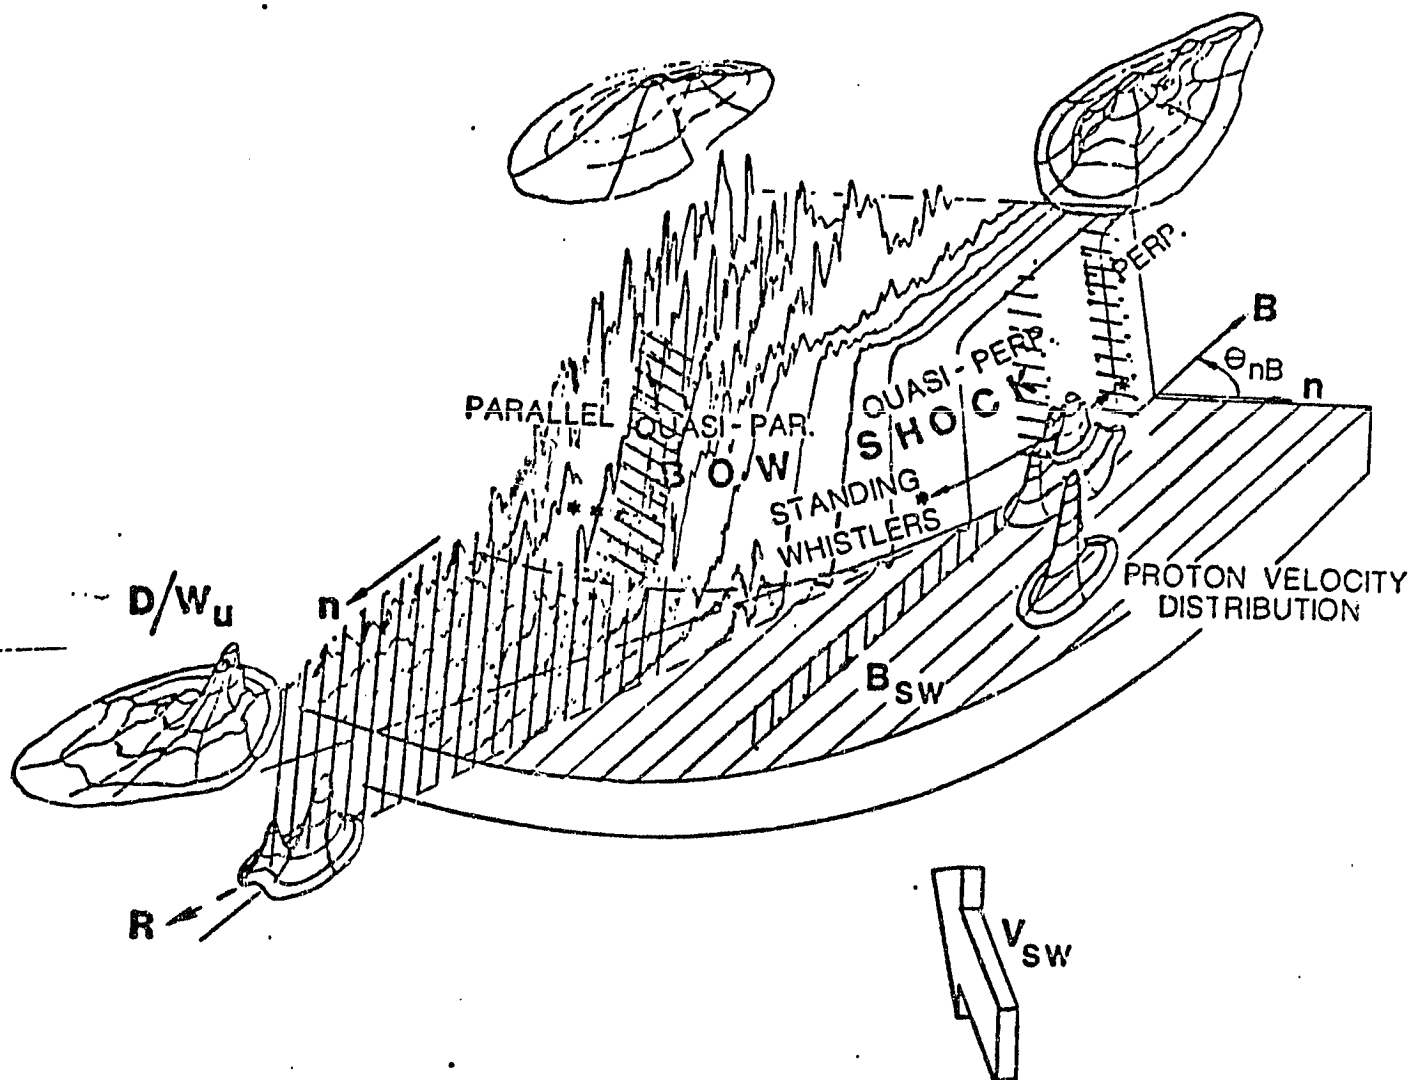 PERP.
B
θnB
n
QUASI-PERP.
SHOCK
PARALLEL
QUASI-PAR.
BOW
STANDING
WHISTLERS
n
D/Wu
PROTON VELOCITY
DISTRIBUTION
BSW
R
VSW